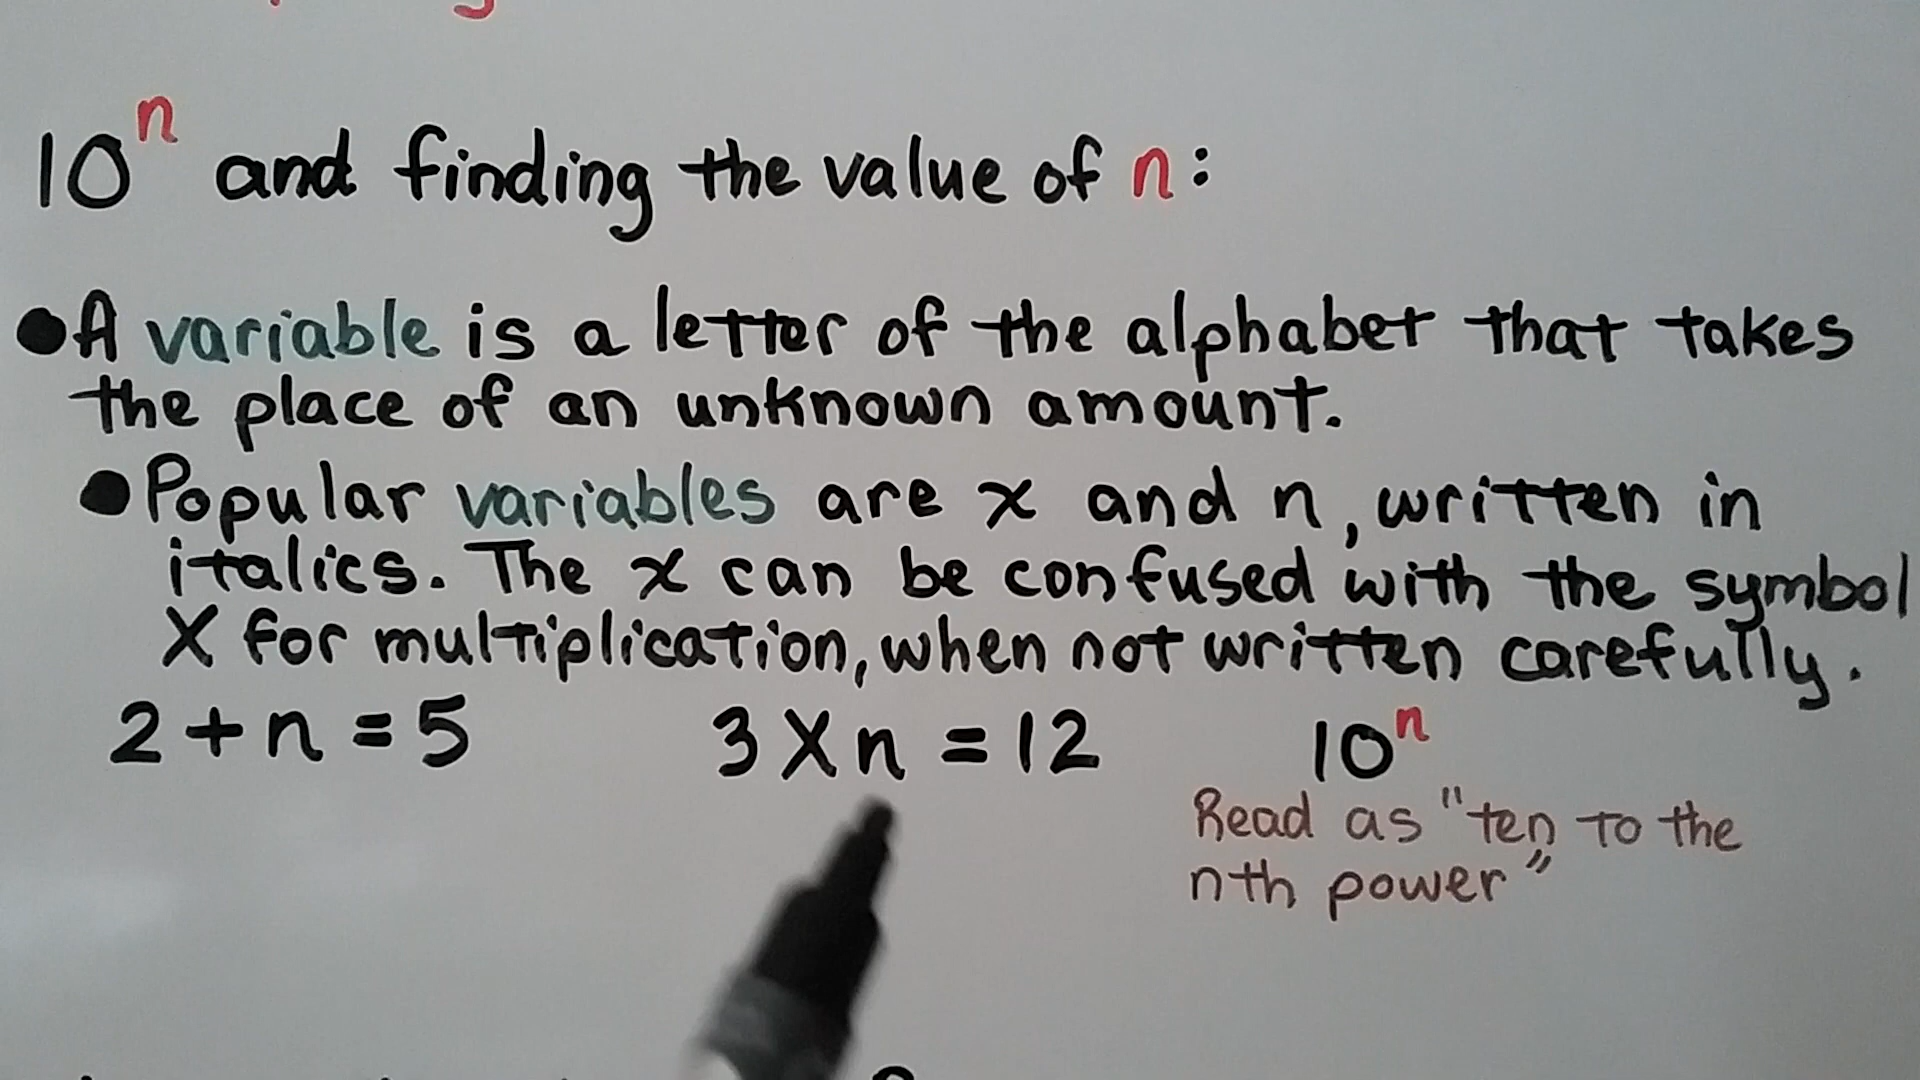 10ⁿ and finding the value of n:
●A variable is a letter of the alphabet that takes
the place of an unknown amount.
●Popular variables are x and n, written in
italics. The x can be confused with the symbol
X for multiplication, when not written carefully.
2+n=5 3Xn=12 10ⁿ
Read as "ten to the
nth power"